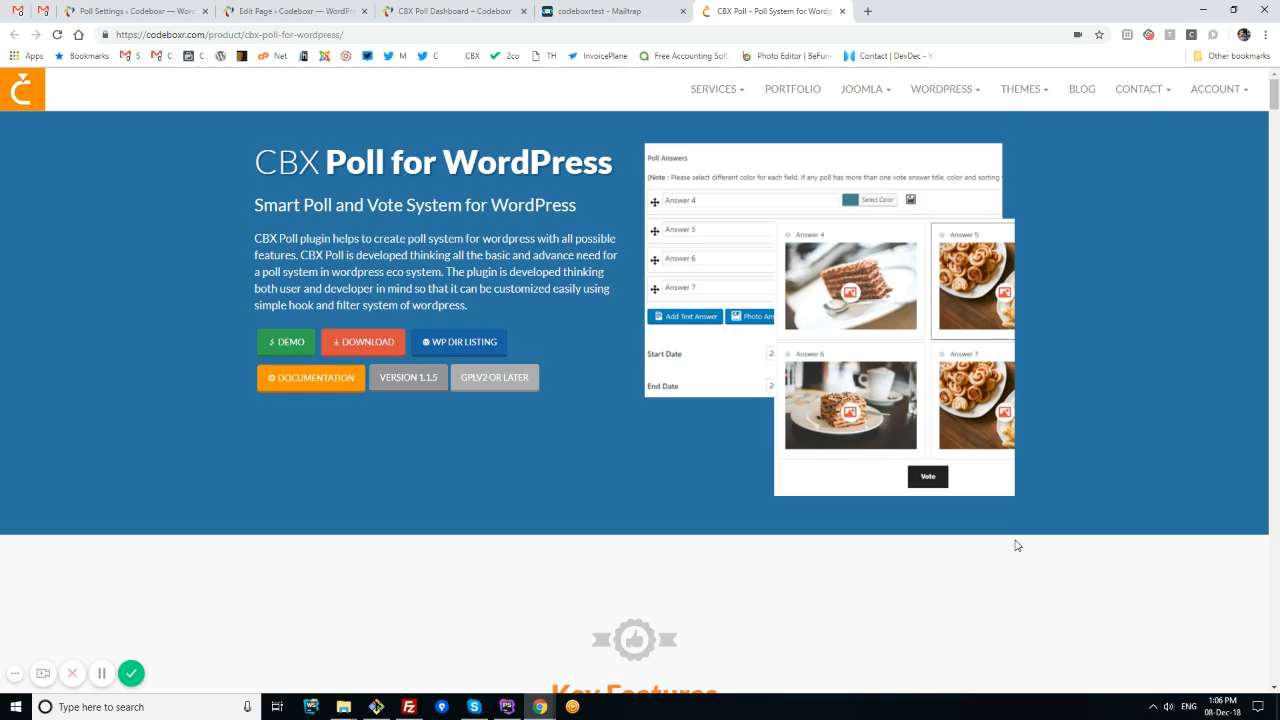 Poll Settings ‹ Codeboxr — W
Edit Poll ‹ Codeboxr — WordPr
CBX Poll Dashboard – Codeboxr
codeboxrtest – Mailtrap
CBX Poll - Poll for WordPress -
https://codeboxr.com/product/cbx-poll-for-wordpress/
Apps
Bookmarks
S
C
Net
M
C
CBX
2co
TH
InvoicePlane
Free Accounting Soft
Photo Editor | BeFun
Contact | DevDec - Yo
Other bookmarks
SERVICES
PORTFOLIO
JOOMLA
WORDPRESS
THEMES
BLOG
CONTACT
ACCOUNT
CBX Poll for WordPress
Smart Poll and Vote System for WordPress
CBX Poll plugin helps to create poll system for wordpress with all possible
features. CBX Poll is developed thinking all the basic and advance need for
a poll system in wordpress eco system. The plugin is developed thinking
both user and developer in mind so that it can be customized easily using
simple hook and filter system of wordpress.
DEMO
DOWNLOAD
WP DIR LISTING
DOCUMENTATION
VERSION 1.1.5
GPLV2 OR LATER
Poll Answers
[Note : Please select different color for each field. If any poll has more than one vote answer title, color and sorting
Answer 4
Select Color
Answer 5
Answer 6
Answer 7
Add Text Answer
Photo An
Start Date
End Date
Answer 4
Answer 5
Answer 6
Answer 7
Vote
Key Features
Type here to search
ENG
1:06 PM
08-Dec-18